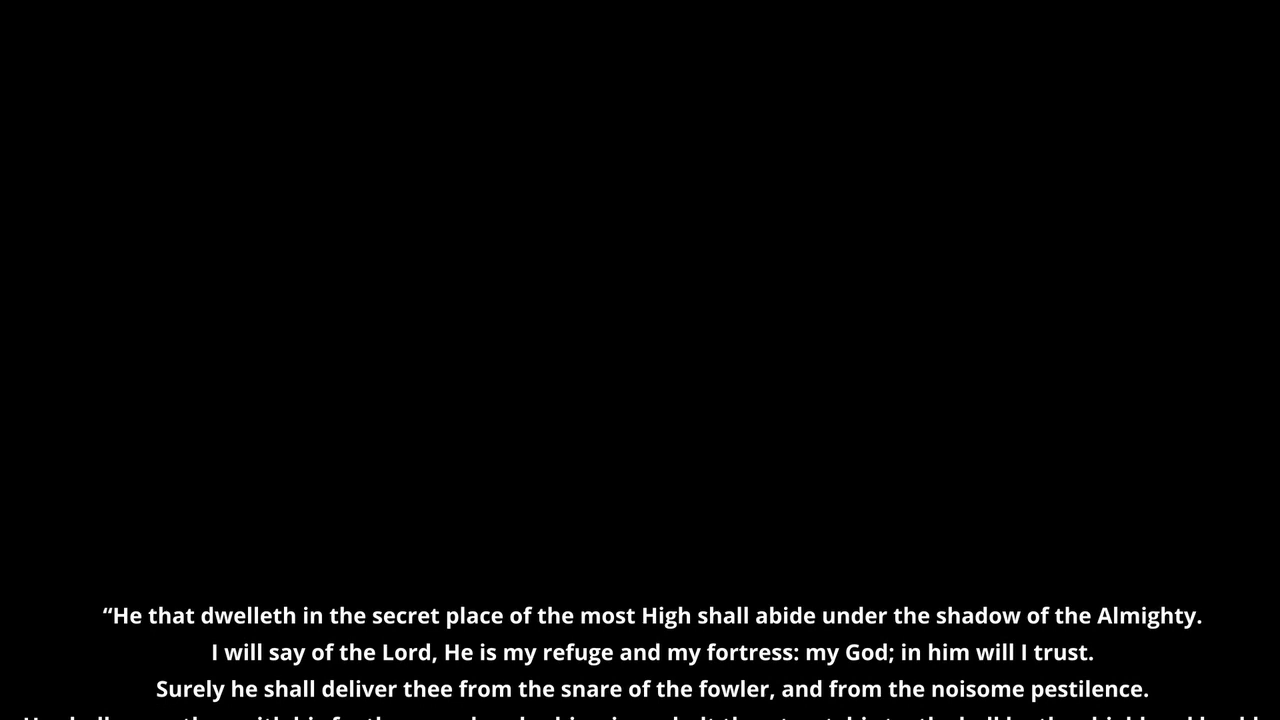 “He that dwelleth in the secret place of the most High shall abide under the shadow of the Almighty.
I will say of the Lord, He is my refuge and my fortress: my God; in him will I trust.
Surely he shall deliver thee from the snare of the fowler, and from the noisome pestilence.